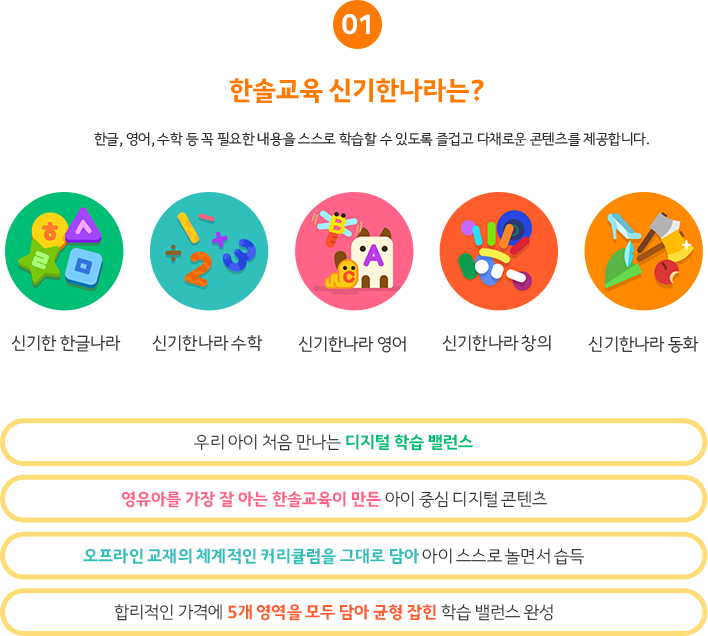 01
한솔교육 신기한나라는?
한글, 영어, 수학 등 꼭 필요한 내용을 스스로 학습할 수 있도록 즐겁고 다채로운 콘텐츠를 제공합니다.
ㅎ ㅅ
ㄹ ㅁ
÷ - + 2 3
B A C
신기한 한글나라
신기한나라 수학
신기한나라 영어
신기한나라 창의
신기한나라 동화
우리 아이 처음 만나는 디지털 학습 밸런스
영유아를 가장 잘 아는 한솔교육이 만든 아이 중심 디지털 콘텐츠
오프라인 교재의 체계적인 커리큘럼을 그대로 담아 아이 스스로 놀면서 습득
합리적인 가격에 5개 영역을 모두 담아 균형 잡힌 학습 밸런스 완성